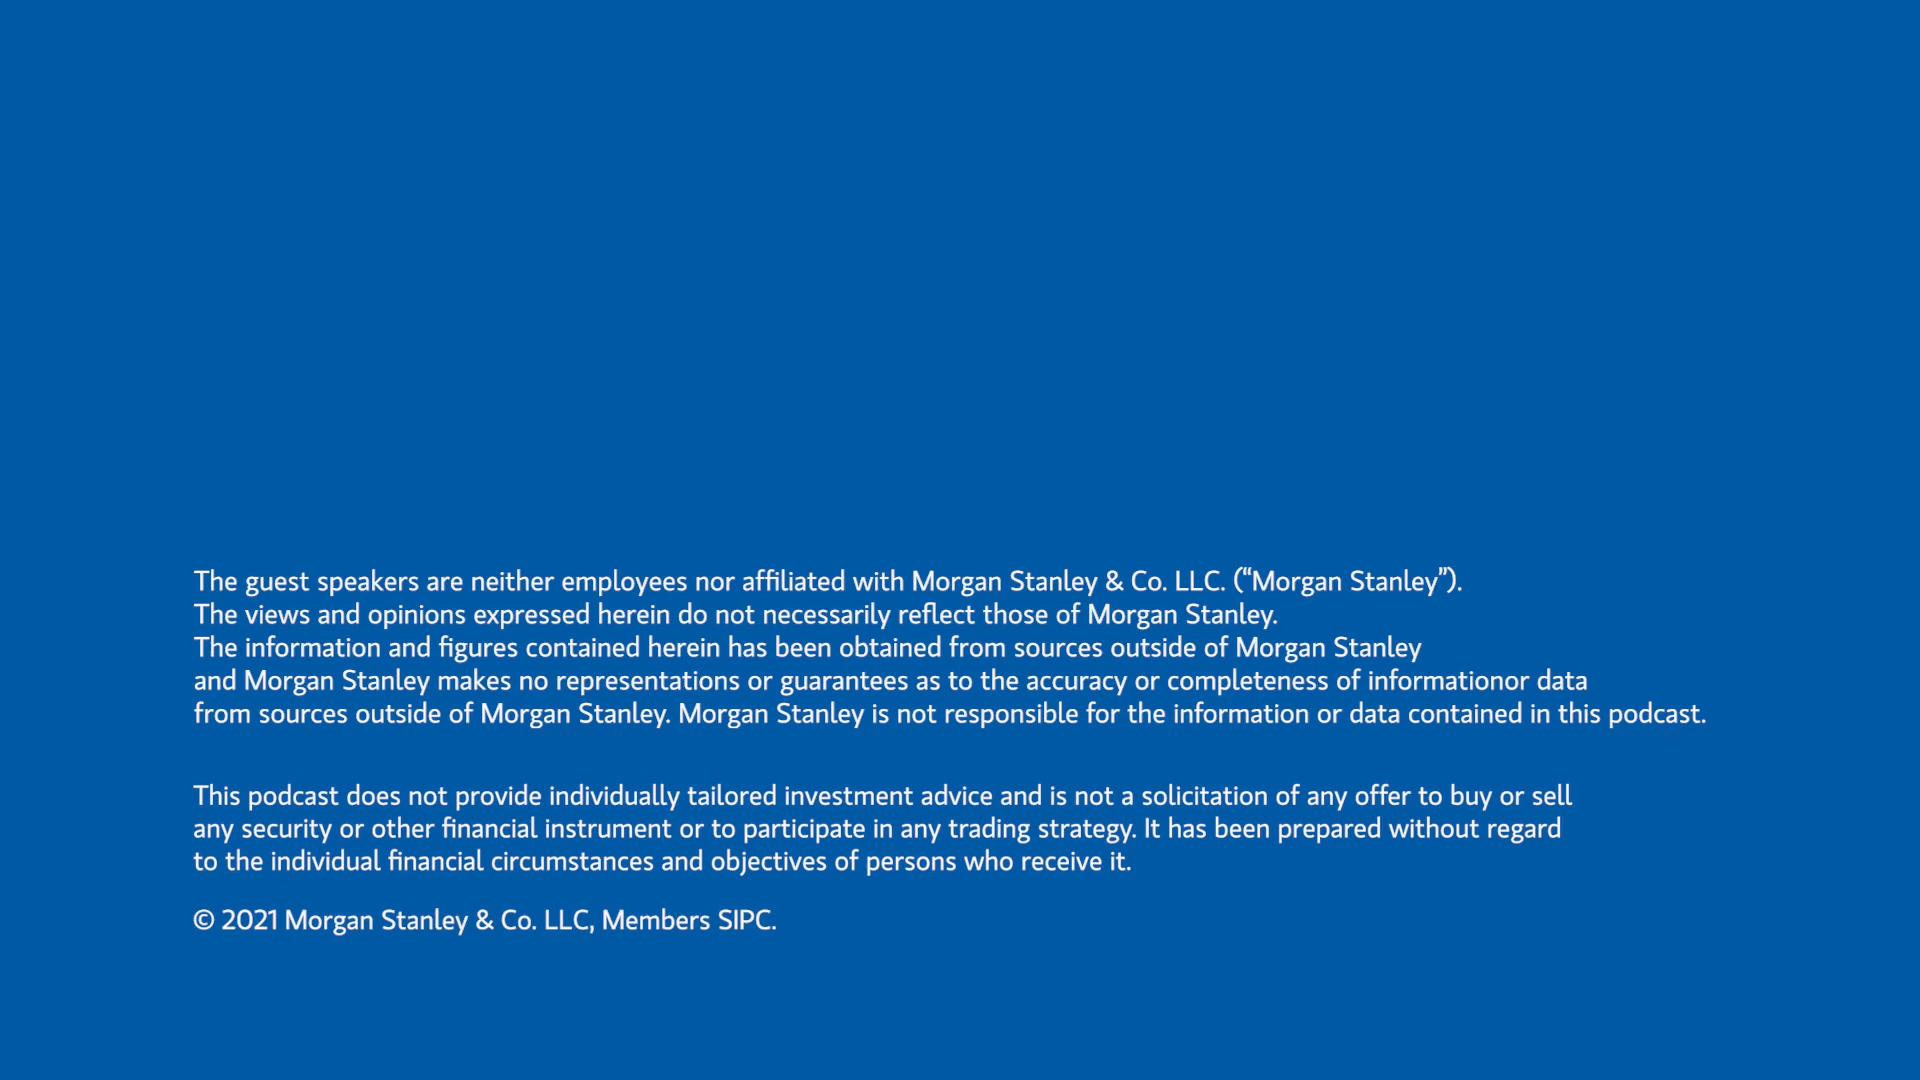 The guest speakers are neither employees nor affiliated with Morgan Stanley & Co. LLC. (“Morgan Stanley”).
The views and opinions expressed herein do not necessarily reflect those of Morgan Stanley.
The information and figures contained herein has been obtained from sources outside of Morgan Stanley
and Morgan Stanley makes no representations or guarantees as to the accuracy or completeness of informationor data
from sources outside of Morgan Stanley. Morgan Stanley is not responsible for the information or data contained in this podcast.
This podcast does not provide individually tailored investment advice and is not a solicitation of any offer to buy or sell
any security or other financial instrument or to participate in any trading strategy. It has been prepared without regard
to the individual financial circumstances and objectives of persons who receive it.
© 2021 Morgan Stanley & Co. LLC, Members SIPC.